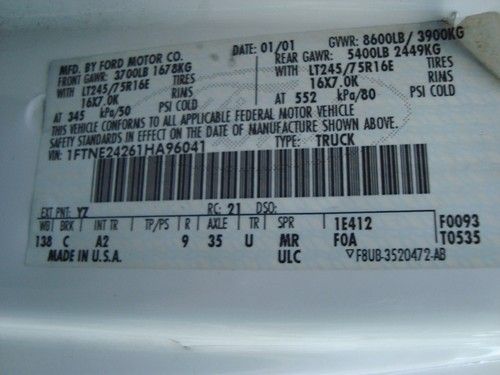 MFD. BY FORD MOTOR CO.
DATE: 01/01
GVWR: 8600LB/ 3900KG
FRONT GAWR: 3700LB 1678KG
REAR GAWR: 5400LB 2449KG
WITH LT245/75R16E TIRES
WITH LT245/75R16E TIRES
16X7.0K RIMS
16X7.0K RIMS
AT 345 kPa/50 PSI COLD
AT 552 kPa/80 PSI COLD
THIS VEHICLE CONFORMS TO ALL APPLICABLE FEDERAL MOTOR VEHICLE
SAFETY STANDARDS IN EFFECT ON THE DATE OF MANUFACTURE SHOWN ABOVE.
VIN: 1FTNE24261HA96041
TYPE: TRUCK
EXT PNT: YZ RC: 21 DSO:
WB BRK INT TR TP/PS R AXLE TR SPR 1E412 F0093
138 C A2 9 35 U MR F0A T0535
MADE IN U.S.A. ULC F8UB-3520472-AB